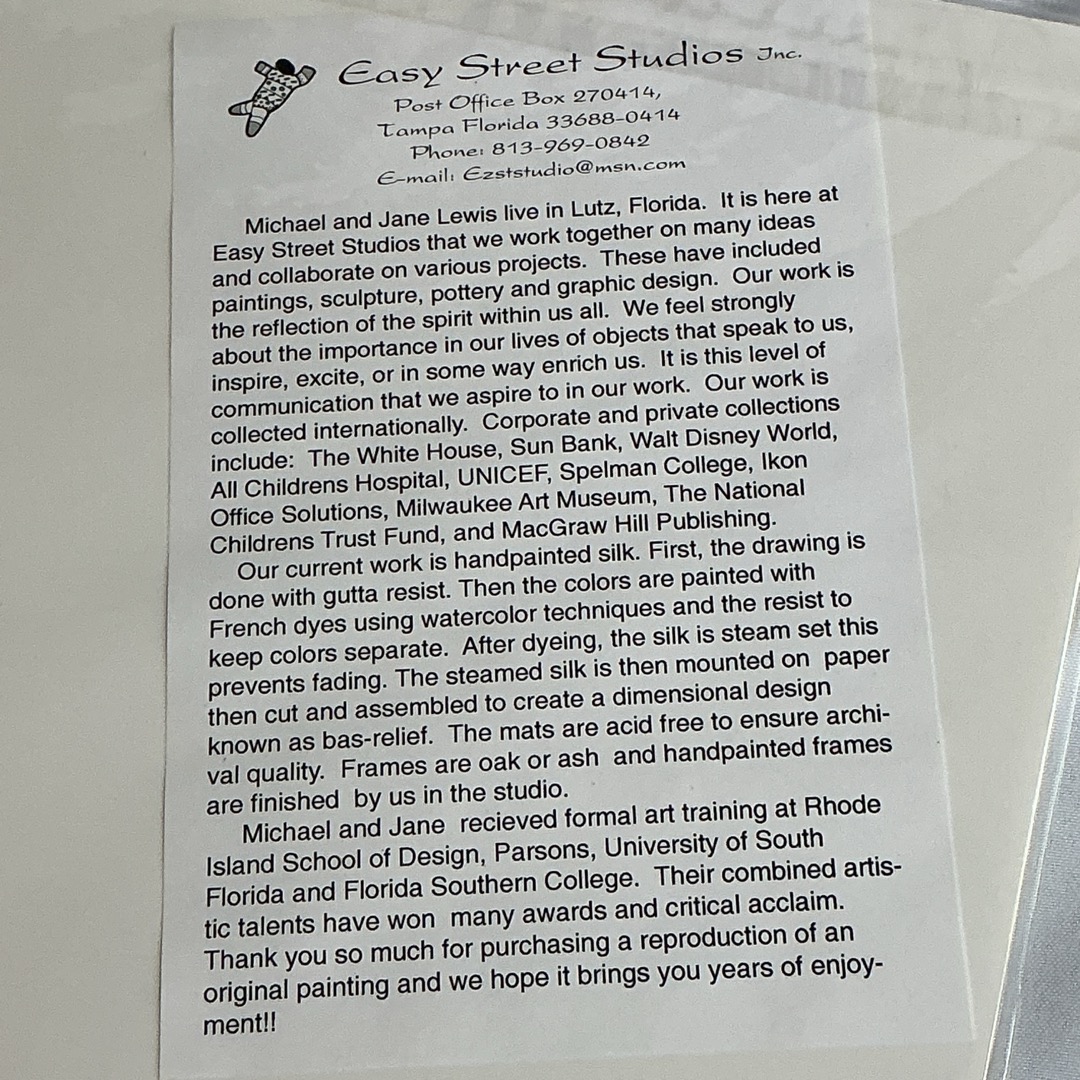 Easy Street Studios Inc.
Post Office Box 270414,
Tampa Florida 33688-0414
Phone: 813-969-0842
E-mail: Ezststudio@msn.com
Michael and Jane Lewis live in Lutz, Florida. It is here at
Easy Street Studios that we work together on many ideas
and collaborate on various projects. These have included
paintings, sculpture, pottery and graphic design. Our work is
the reflection of the spirit within us all. We feel strongly
about the importance in our lives of objects that speak to us,
inspire, excite, or in some way enrich us. It is this level of
communication that we aspire to in our work. Our work is
collected internationally. Corporate and private collections
include: The White House, Sun Bank, Walt Disney World,
All Childrens Hospital, UNICEF, Spelman College, Ikon
Office Solutions, Milwaukee Art Museum, The National
Childrens Trust Fund, and MacGraw Hill Publishing.
Our current work is handpainted silk. First, the drawing is
done with gutta resist. Then the colors are painted with
French dyes using watercolor techniques and the resist to
keep colors separate. After dyeing, the silk is steam set this
prevents fading. The steamed silk is then mounted on paper
then cut and assembled to create a dimensional design
known as bas-relief. The mats are acid free to ensure archi-
val quality. Frames are oak or ash and handpainted frames
are finished by us in the studio.
Michael and Jane recieved formal art training at Rhode
Island School of Design, Parsons, University of South
Florida and Florida Southern College. Their combined artis-
tic talents have won many awards and critical acclaim.
Thank you so much for purchasing a reproduction of an
original painting and we hope it brings you years of enjoy-
ment!!